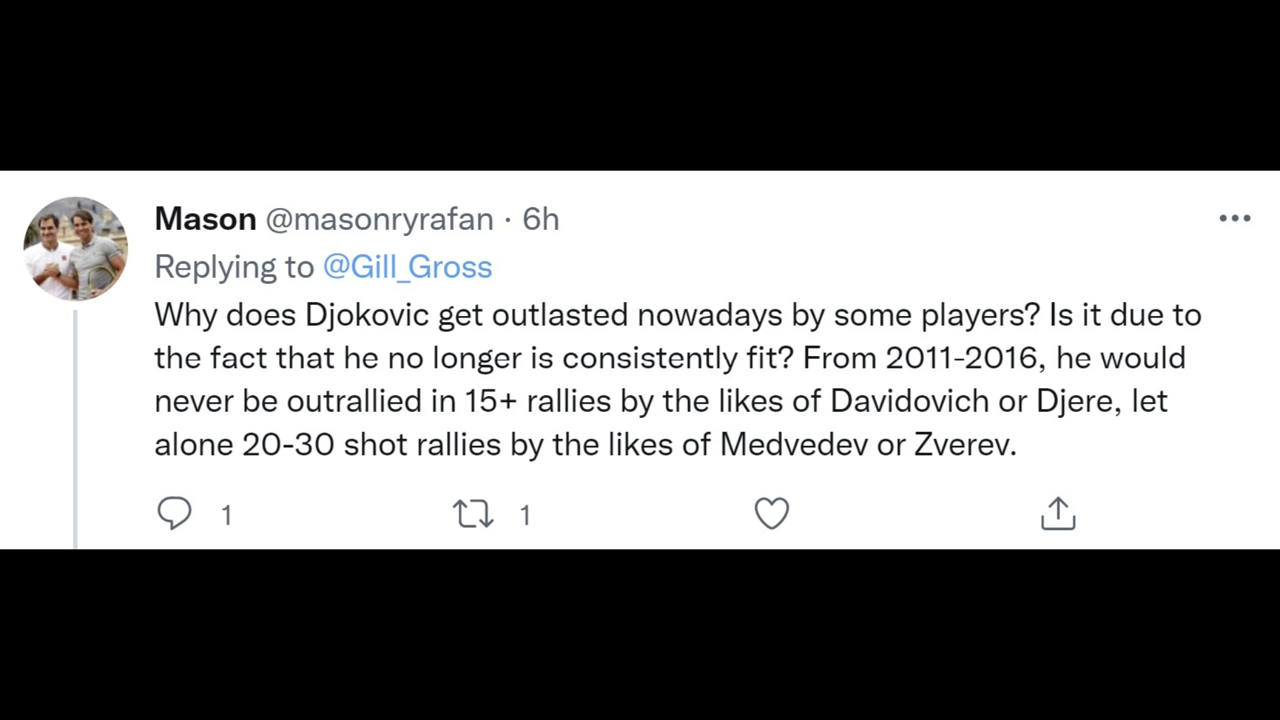 Mason @masonryrafan · 6h
Replying to @Gill_Gross
Why does Djokovic get outlasted nowadays by some players? Is it due to
the fact that he no longer is consistently fit? From 2011-2016, he would
never be outrallied in 15+ rallies by the likes of Davidovich or Djere, let
alone 20-30 shot rallies by the likes of Medvedev or Zverev.
1 1